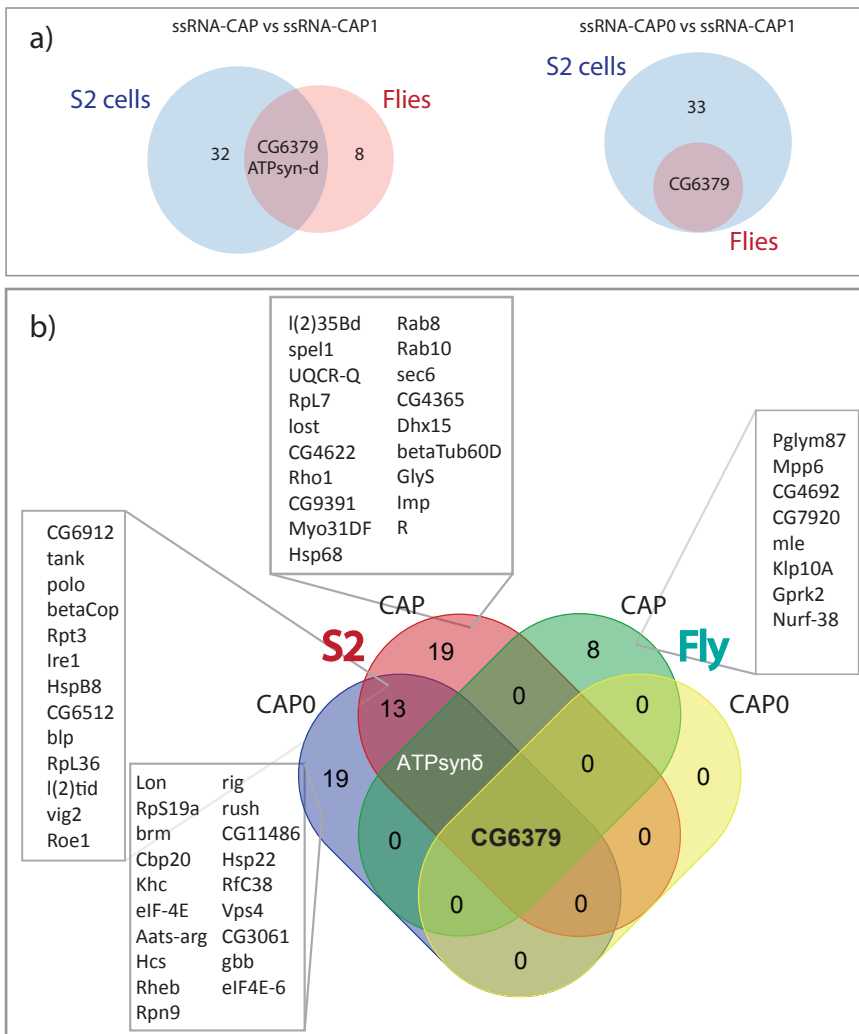 a)
ssRNA-CAP vs ssRNA-CAP1
ssRNA-CAP0 vs ssRNA-CAP1
S2 cells
Flies
32
CG6379
ATPsyn-d
8
S2 cells
33
CG6379
Flies
b)
l(2)35Bd
spel1
UQCR-Q
RpL7
lost
CG4622
Rho1
CG9391
Myo31DF
Hsp68
Rab8
Rab10
sec6
CG4365
Dhx15
betaTub60D
GlyS
Imp
R
Pglym87
Mpp6
CG4692
CG7920
mle
Klp10A
Gprk2
Nurf-38
CG6912
tank
polo
betaCop
Rpt3
Ire1
HspB8
CG6512
blp
RpL36
l(2)tid
vig2
Roe1
Lon
RpS19a
brm
Cbp20
Khc
eIF-4E
Aats-arg
Hcs
Rheb
Rpn9
rig
rush
CG11486
Hsp22
RfC38
Vps4
CG3061
gbb
eIF4E-6
S2
CAP
CAP
Fly
CAP0
CAP0
19
8
13
0
0
19
ATPsynδ
0
0
0
CG6379
0
0
0
0